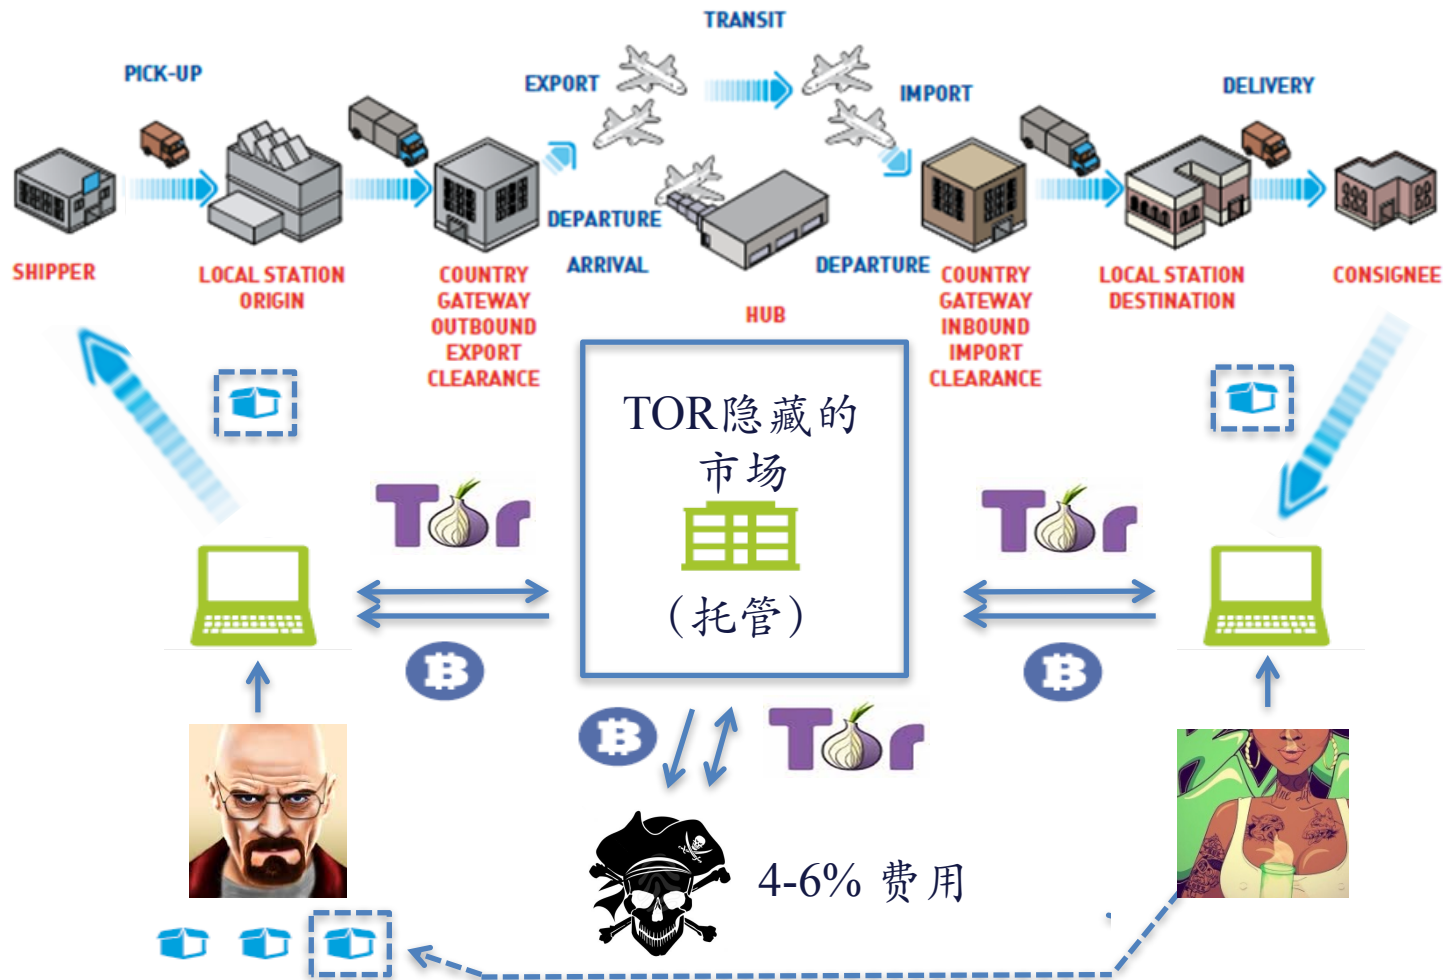 TRANSIT
PICK-UP
EXPORT
IMPORT
DELIVERY
DEPARTURE
ARRIVAL
DEPARTURE
SHIPPER
LOCAL STATION
ORIGIN
COUNTRY
GATEWAY
OUTBOUND
EXPORT
CLEARANCE
HUB
COUNTRY
GATEWAY
INBOUND
IMPORT
CLEARANCE
LOCAL STATION
DESTINATION
CONSIGNEE
TOR隐藏的
市场
(托管)
Tor
Tor
B
B
B
Tor
4-6% 费用